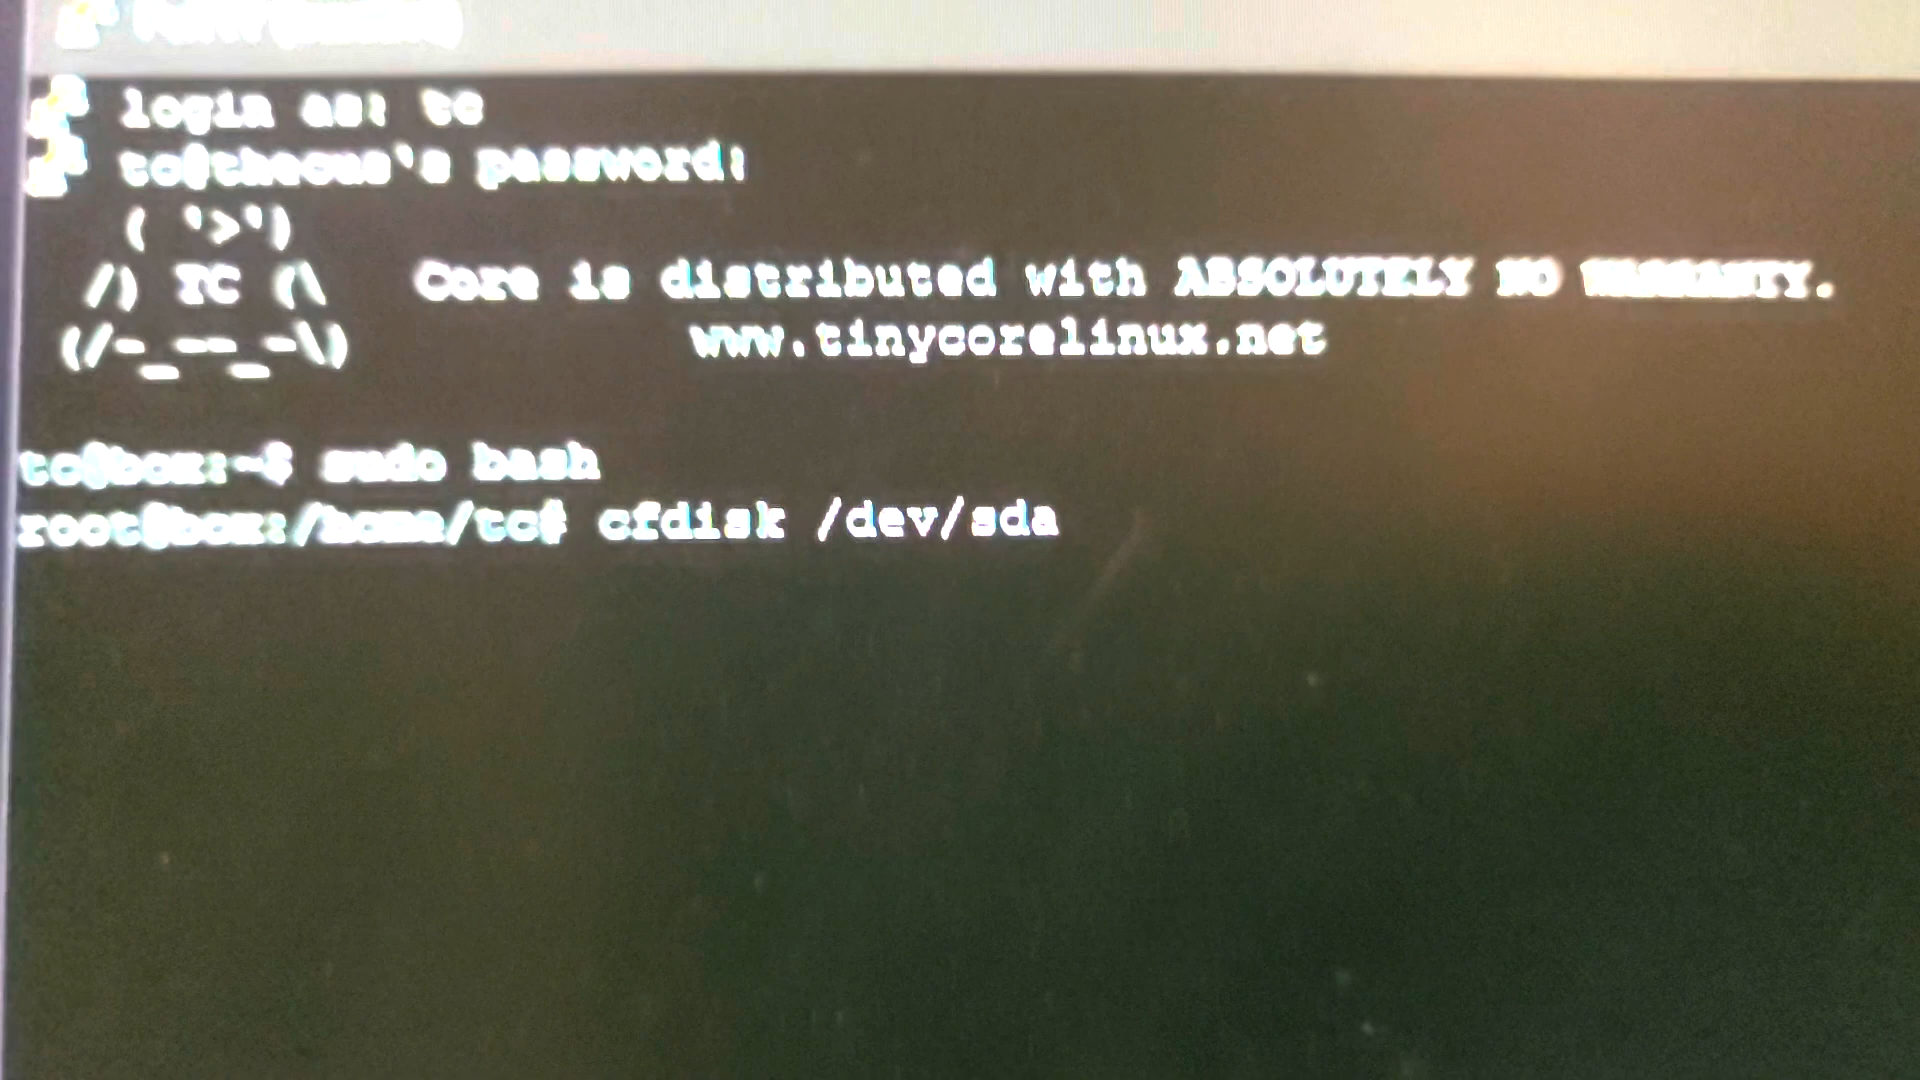 login as: tc
tc@thecus's password:
( '>')
/) TC (\ Core is distributed with ABSOLUTELY NO WARRANTY.
(/-_--_-\) www.tinycorelinux.net
tc@box:~$ sudo bash
root@box:/home/tc# cfdisk /dev/sda